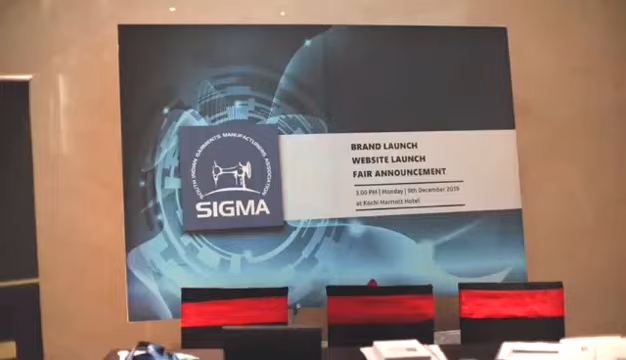 SOUTH INDIAN GARMENTS MANUFACTURERS ASSOCIATION
SIGMA
BRAND LAUNCH
WEBSITE LAUNCH
FAIR ANNOUNCEMENT
3.00 PM | Monday | 9th December 2019
at Kochi Marriott Hotel